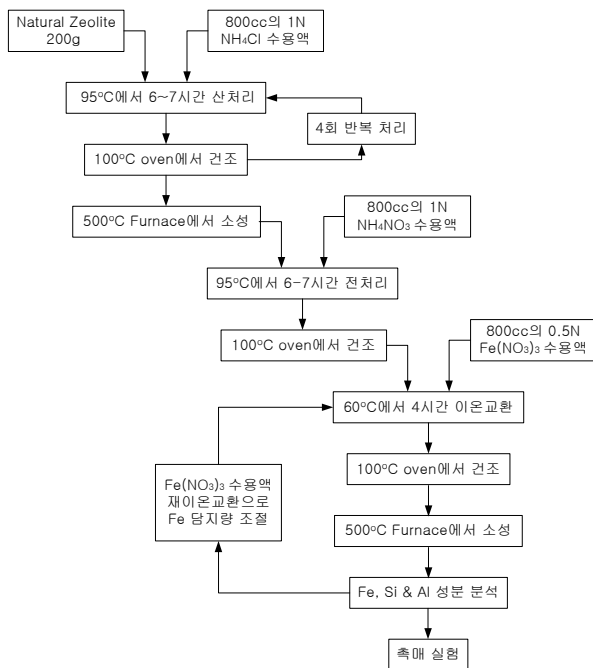 Natural Zeolite
200g
800cc의 1N
NH₄Cl 수용액
95°C에서 6~7시간 산처리
4회 반복 처리
100°C oven에서 건조
500°C Furnace에서 소성
800cc의 1N
NH₄NO₃ 수용액
95°C에서 6-7시간 전처리
100°C oven에서 건조
800cc의 0.5N
Fe(NO₃)₃ 수용액
60°C에서 4시간 이온교환
100°C oven에서 건조
Fe(NO₃)₃ 수용액
재이온교환으로
Fe 담지량 조절
500°C Furnace에서 소성
Fe, Si & Al 성분 분석
촉매 실험